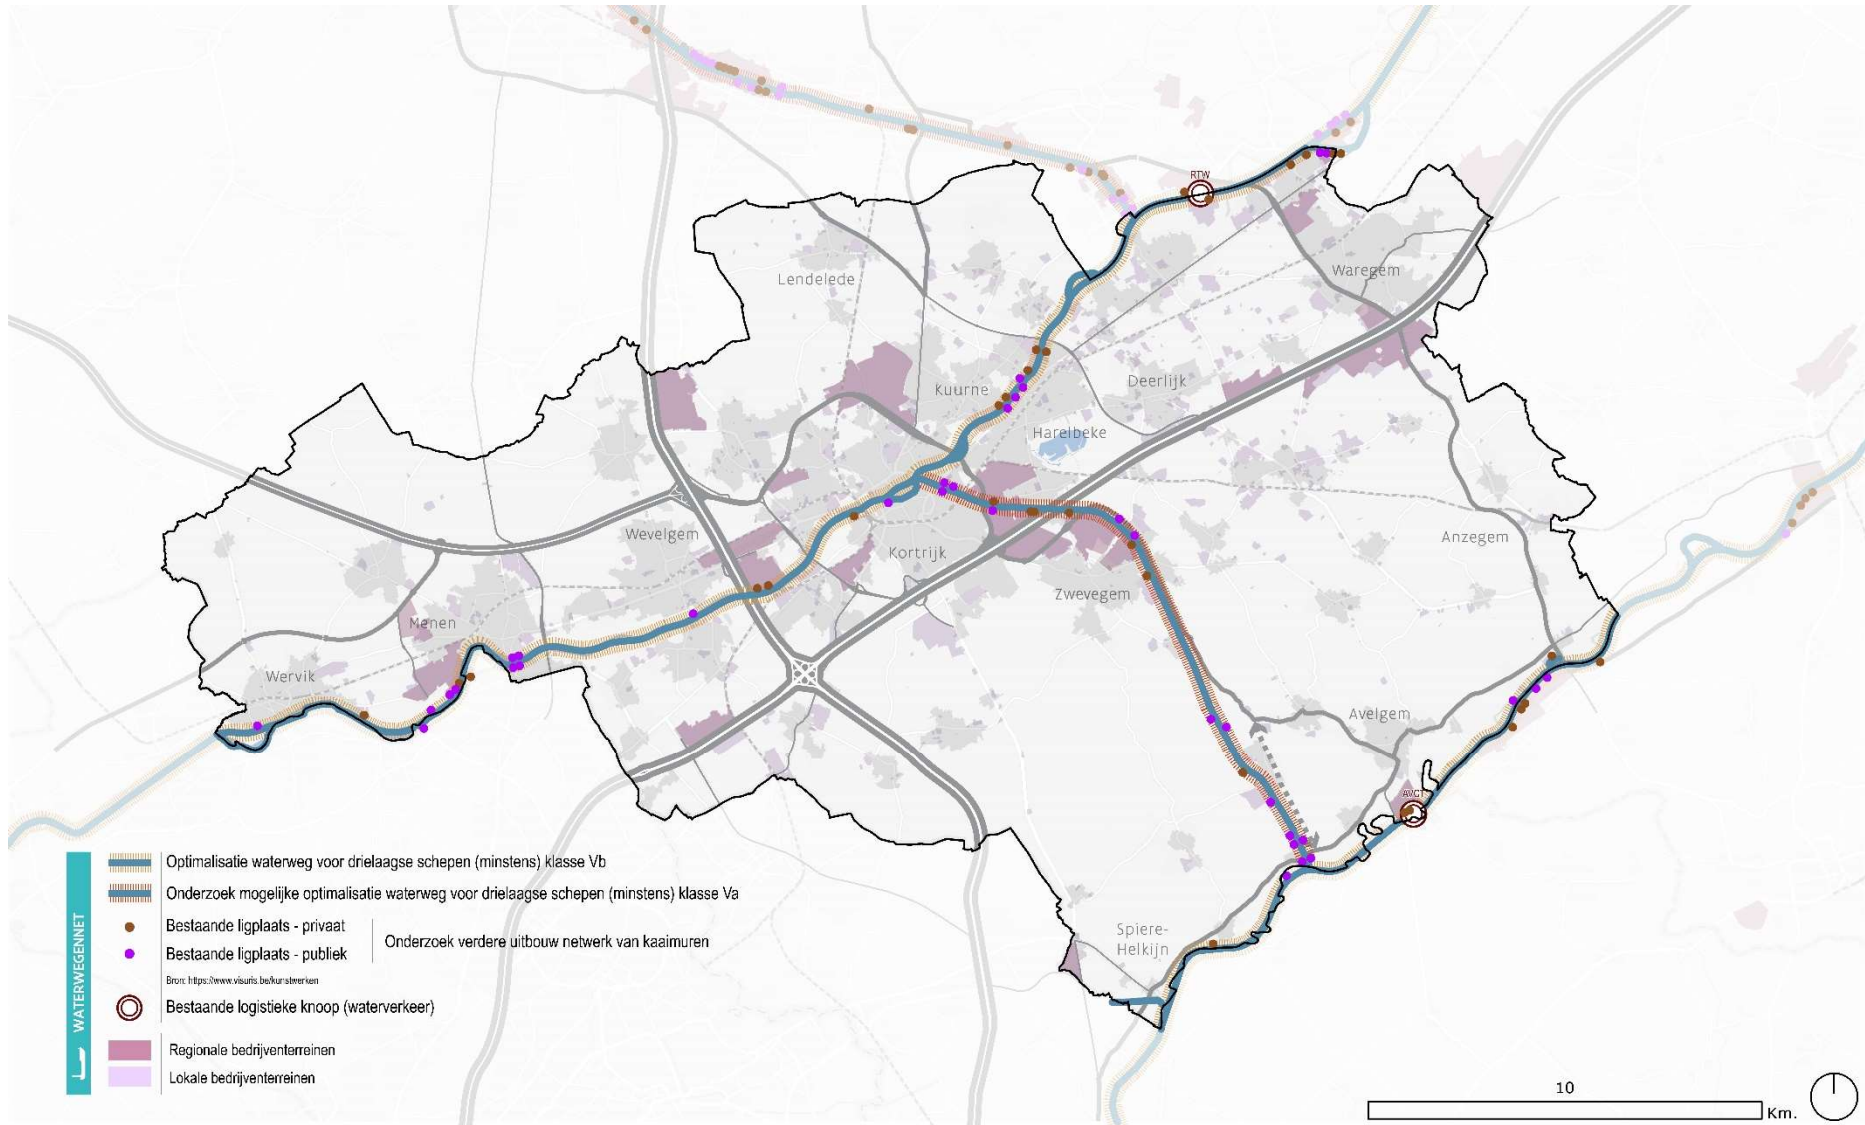 RTW
Waregem
Lendelede
Kuurne
Deerlijk
Harelbeke
Wevelgem
Kortrijk
Anzegem
Zwevegem
Menen
Wervik
Avelgem
AVCT
Spiere-
Helkijn
WATERWEGENNET
Optimalisatie waterweg voor drielaagse schepen (minstens) klasse Vb
Onderzoek mogelijke optimalisatie waterweg voor drielaagse schepen (minstens) klasse Va
Bestaande ligplaats - privaat
Bestaande ligplaats - publiek
Onderzoek verdere uitbouw netwerk van kaaimuren
Bron: https://www.visuris.be/kunstwerken
Bestaande logistieke knoop (waterverkeer)
Regionale bedrijventerreinen
Lokale bedrijventerreinen
10
Km.